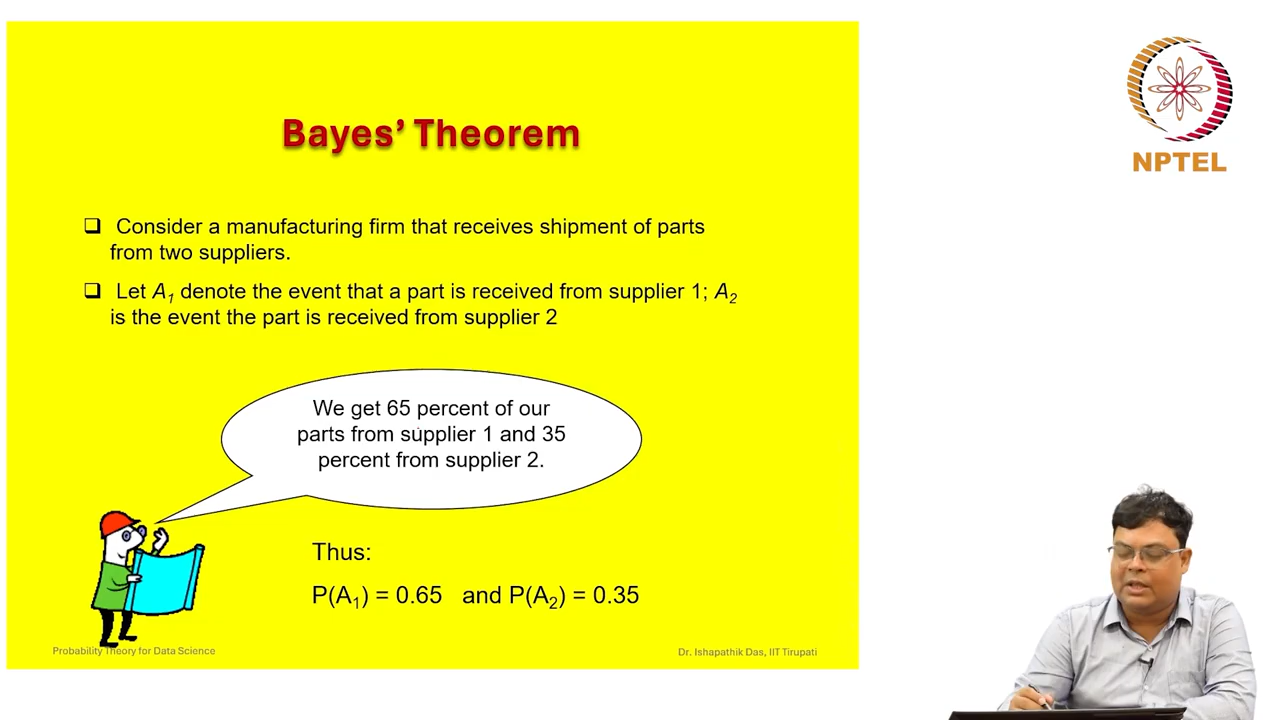 Bayes’ Theorem
❑ Consider a manufacturing firm that receives shipment of parts
from two suppliers.
❑ Let A₁ denote the event that a part is received from supplier 1; A₂
is the event the part is received from supplier 2
We get 65 percent of our
parts from supplier 1 and 35
percent from supplier 2.
Thus:
P(A₁) = 0.65 and P(A₂) = 0.35
Probability Theory for Data Science
Dr. Ishapathik Das, IIT Tirupati
NPTEL